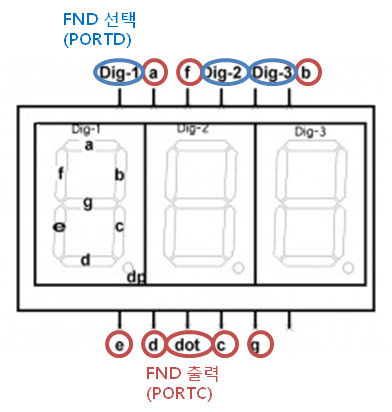 FND 선택
(PORTD)
Dig-1 a f Dig-2 Dig-3 b
Dig-1 Dig-2 Dig-3
a
f b
g
e c
d
dp
e d dot c g
FND 출력
(PORTC)